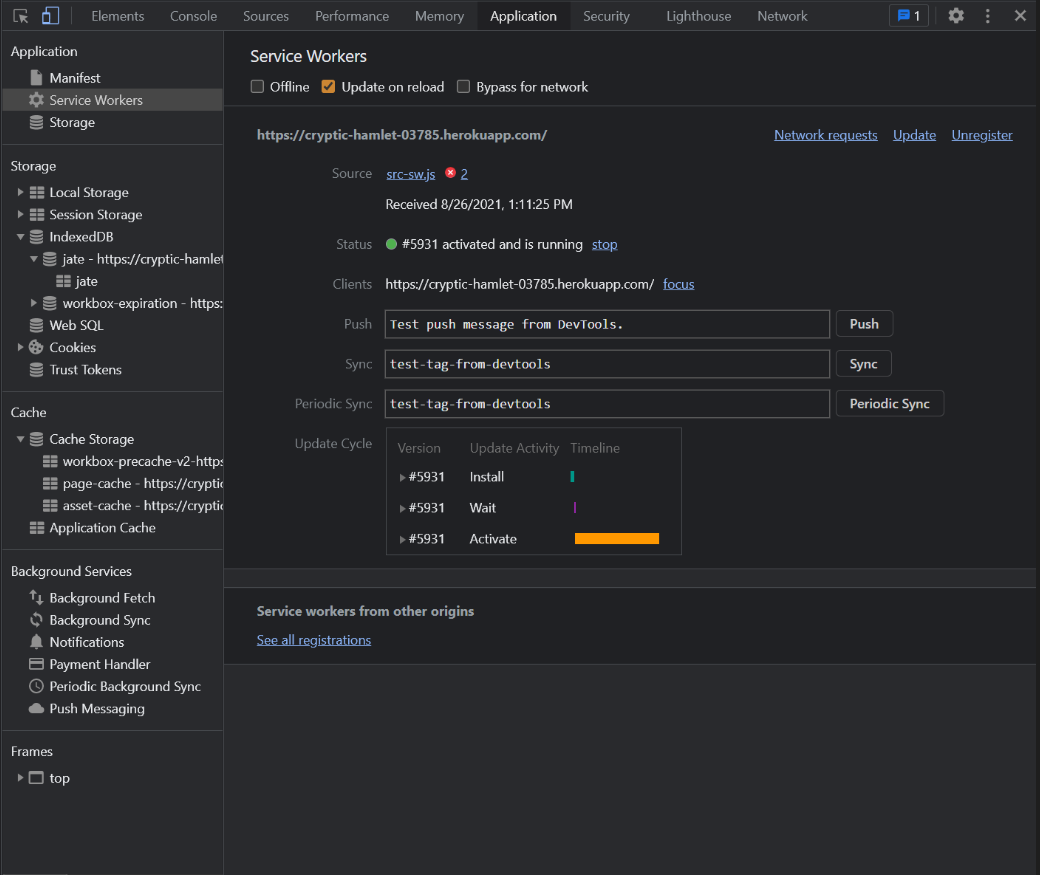 Elements Console Sources Performance Memory Application Security Lighthouse Network 1
Application
Manifest
Service Workers
Storage
Storage
Local Storage
Session Storage
IndexedDB
jate - https://cryptic-hamlet
jate
workbox-expiration - https:
Web SQL
Cookies
Trust Tokens
Cache
Cache Storage
workbox-precache-v2-https
page-cache - https://cryptic
asset-cache - https://cryptic
Application Cache
Background Services
Background Fetch
Background Sync
Notifications
Payment Handler
Periodic Background Sync
Push Messaging
Frames
top
Service Workers
Offline Update on reload Bypass for network
https://cryptic-hamlet-03785.herokuapp.com/ Network requests Update Unregister
Source src-sw.js 2
Received 8/26/2021, 1:11:25 PM
Status #5931 activated and is running stop
Clients https://cryptic-hamlet-03785.herokuapp.com/ focus
Push Test push message from DevTools. Push
Sync test-tag-from-devtools Sync
Periodic Sync test-tag-from-devtools Periodic Sync
Update Cycle Version Update Activity Timeline
#5931 Install
#5931 Wait
#5931 Activate
Service workers from other origins
See all registrations